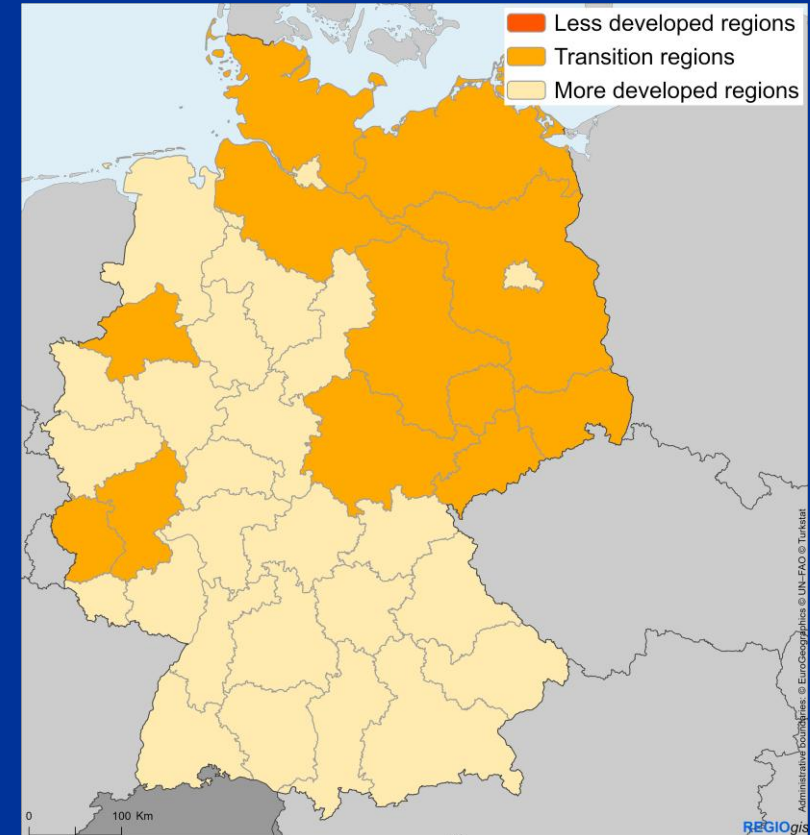 Less developed regions
Transition regions
More developed regions
Administrative boundaries: © EuroGeographics © UN–FAO © Turkstat
0
100 Km
REGIOgis